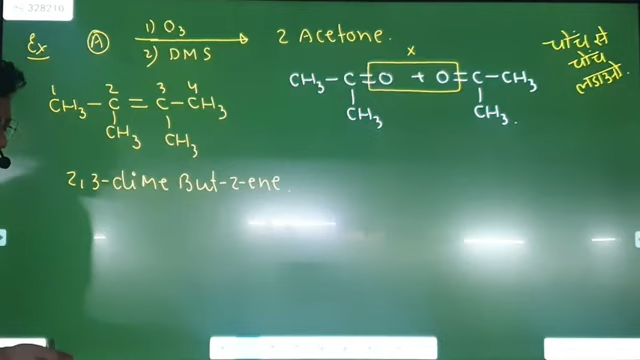 328210
Ex A 1) O3 2) DMS 2 Acetone.
x
CH3-C=O + O=C-CH3
CH3 CH3.
चोंच से
चोंच
लडाओ.
1 2 3 4
CH3-C=C-CH3
CH3 CH3
2,3-dime But-2-ene.